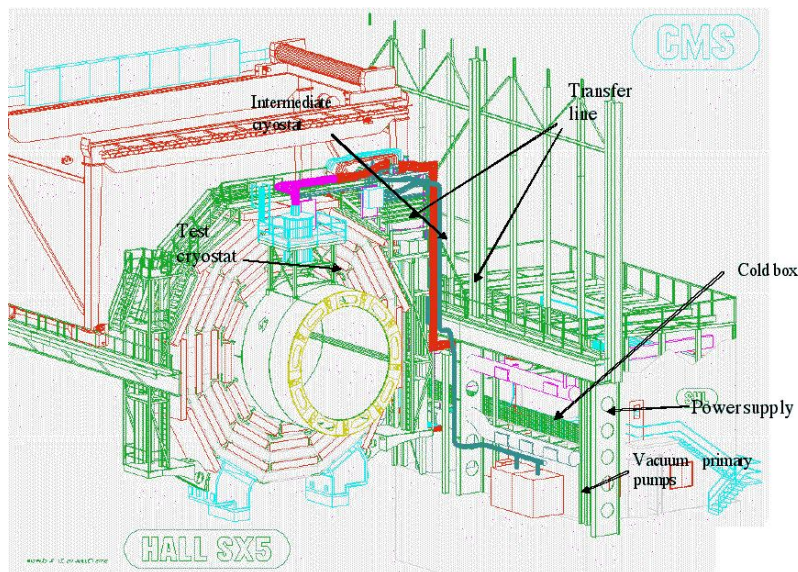 CMS
Transfer
line
Intermediate
cryostat
Test
cryostat
Cold box
Power supply
Vacuum primary
pumps
HALL SX5